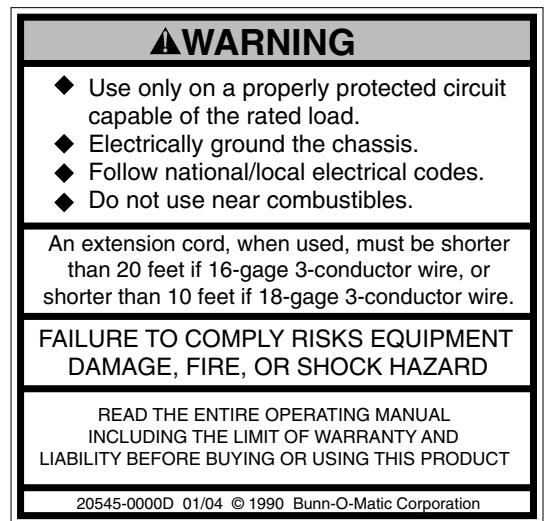 ⚠WARNING
◆ Use only on a properly protected circuit
capable of the rated load.
◆ Electrically ground the chassis.
◆ Follow national/local electrical codes.
◆ Do not use near combustibles.
An extension cord, when used, must be shorter
than 20 feet if 16-gage 3-conductor wire, or
shorter than 10 feet if 18-gage 3-conductor wire.
FAILURE TO COMPLY RISKS EQUIPMENT
DAMAGE, FIRE, OR SHOCK HAZARD
READ THE ENTIRE OPERATING MANUAL
INCLUDING THE LIMIT OF WARRANTY AND
LIABILITY BEFORE BUYING OR USING THIS PRODUCT
20545-0000D 01/04 © 1990 Bunn-O-Matic Corporation